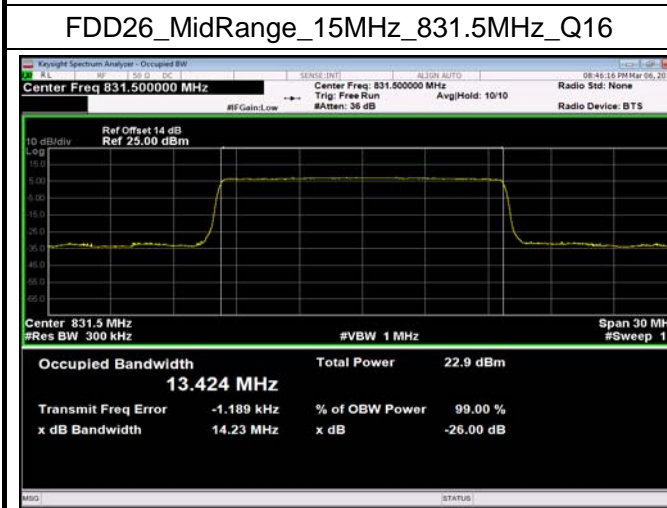 FDD26_MidRange_15MHz_831.5MHz_Q16
Keysight Spectrum Analyzer - Occupied BW
RL RF 50 Ω DC SENSE:INT ALIGN AUTO 08:46:16 PM Mar 06, 20
Center Freq 831.500000 MHz Center Freq: 831.500000 MHz Radio Std: None
Trig: Free Run Avg|Hold: 10/10
#IFGain:Low #Atten: 36 dB Radio Device: BTS
Ref Offset 14 dB
10 dB/div Ref 25.00 dBm
Log
15.0
5.00
-5.00
-15.0
-25.0
-35.0
-45.0
-55.0
-65.0
Center 831.5 MHz Span 30 MH
#Res BW 300 kHz #VBW 1 MHz #Sweep 1
Occupied Bandwidth Total Power 22.9 dBm
13.424 MHz
Transmit Freq Error -1.189 kHz % of OBW Power 99.00 %
x dB Bandwidth 14.23 MHz x dB -26.00 dB
MSG STATUS